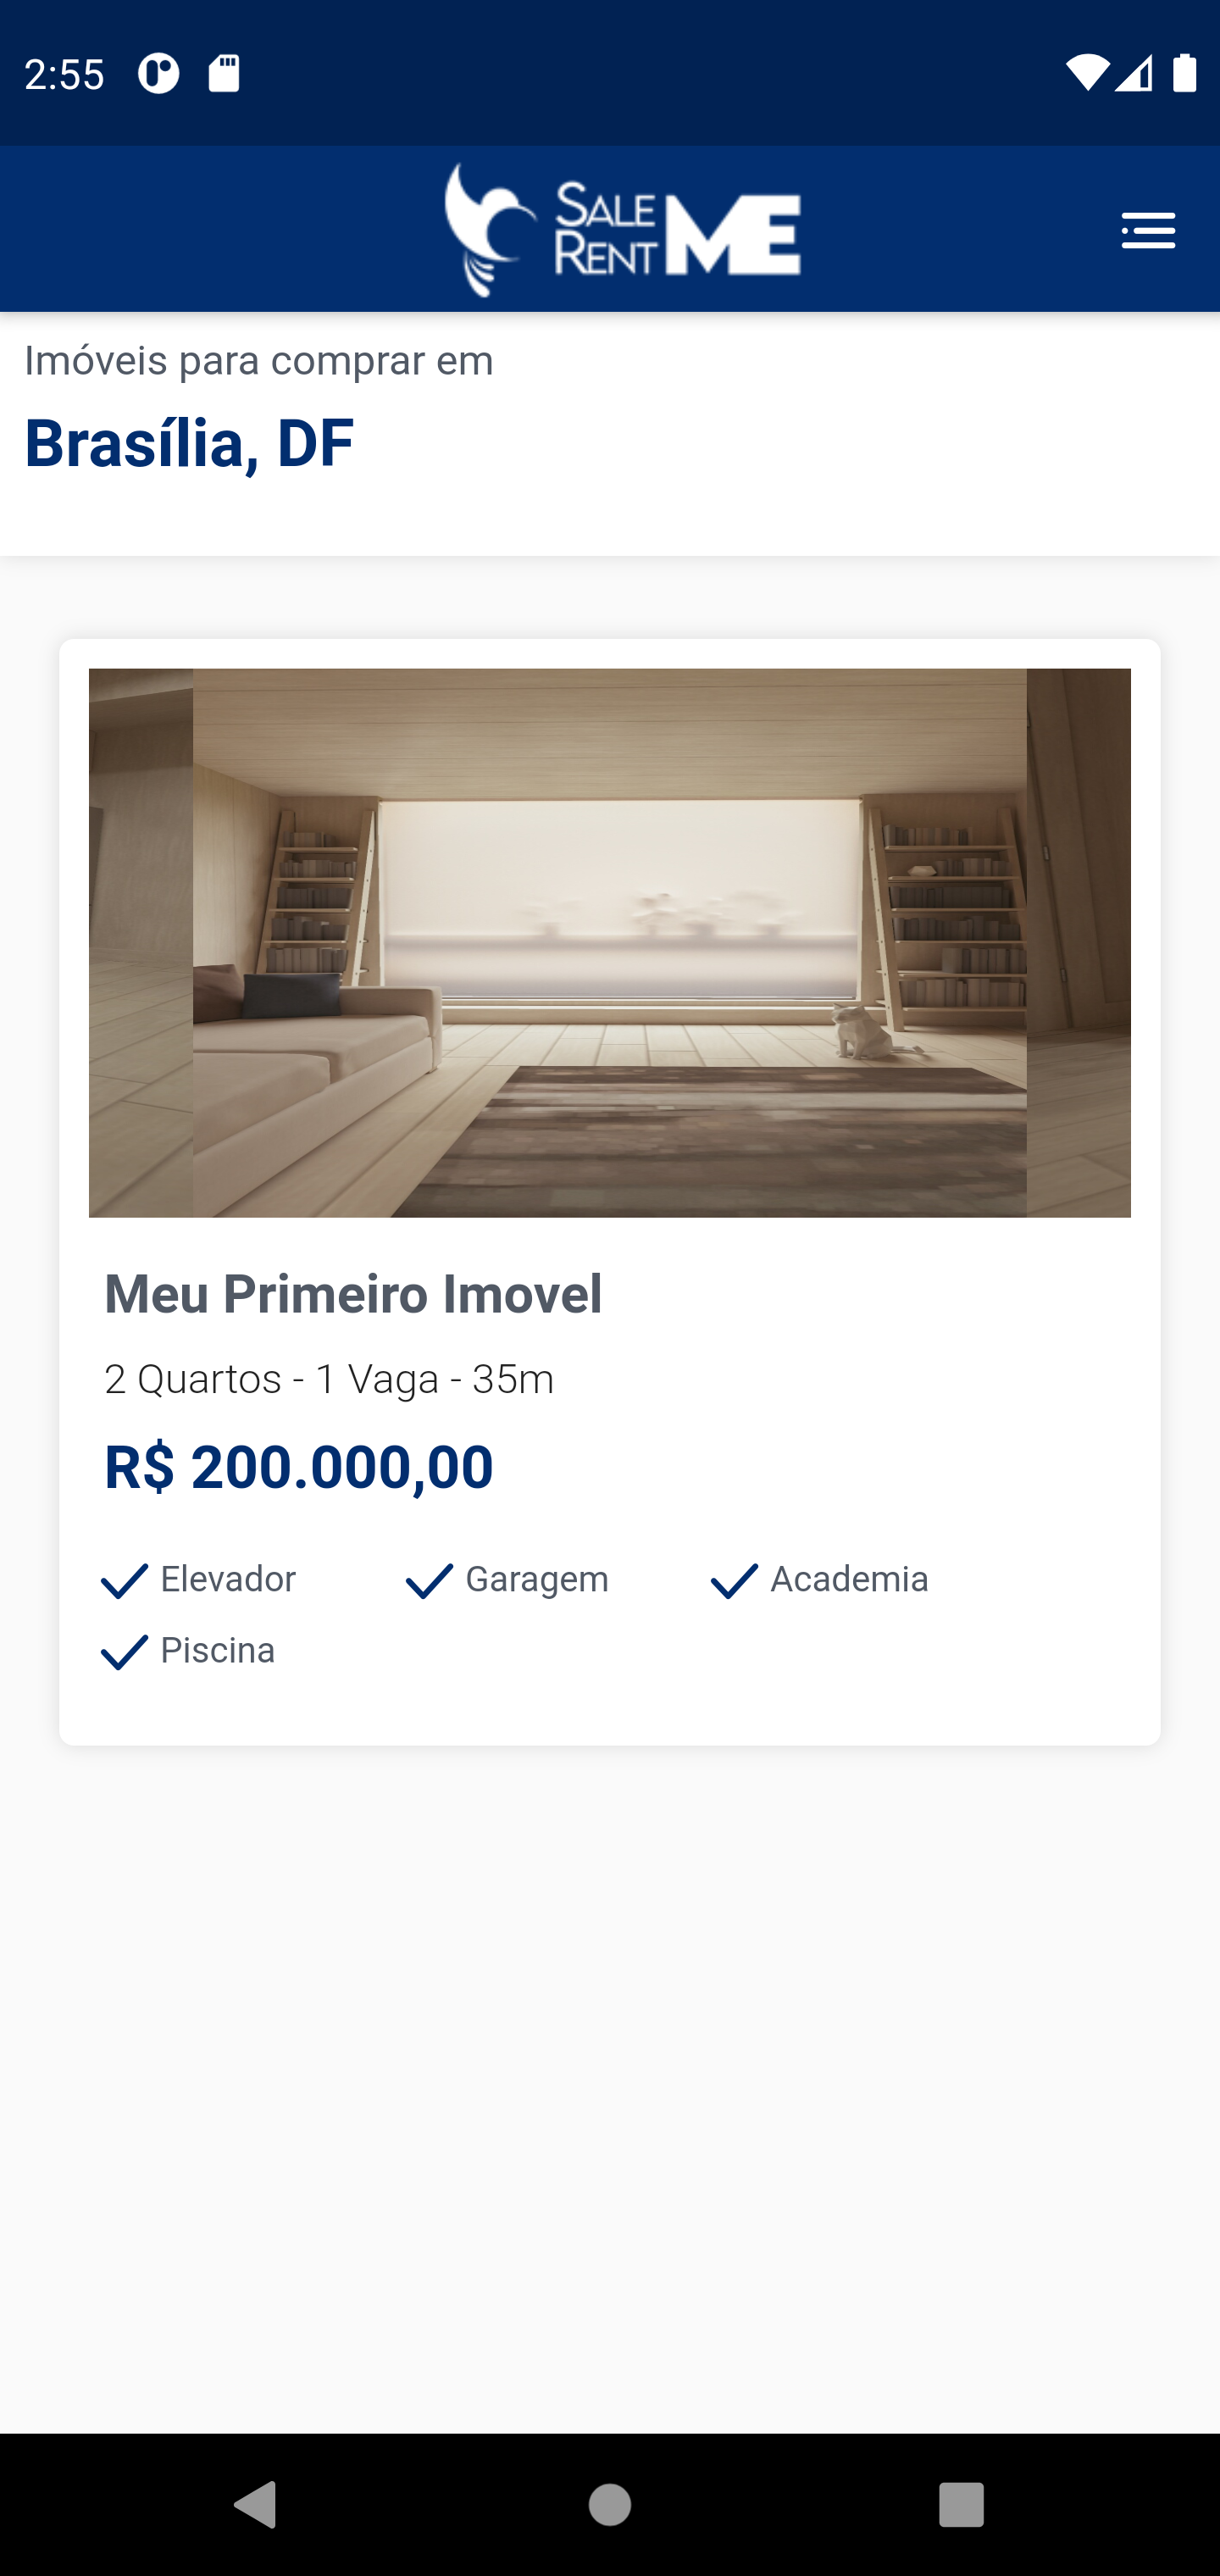 2:55
SALE
RENT ME
Imóveis para comprar em
Brasília, DF
Meu Primeiro Imovel
2 Quartos - 1 Vaga - 35m
R$ 200.000,00
Elevador Garagem Academia
Piscina